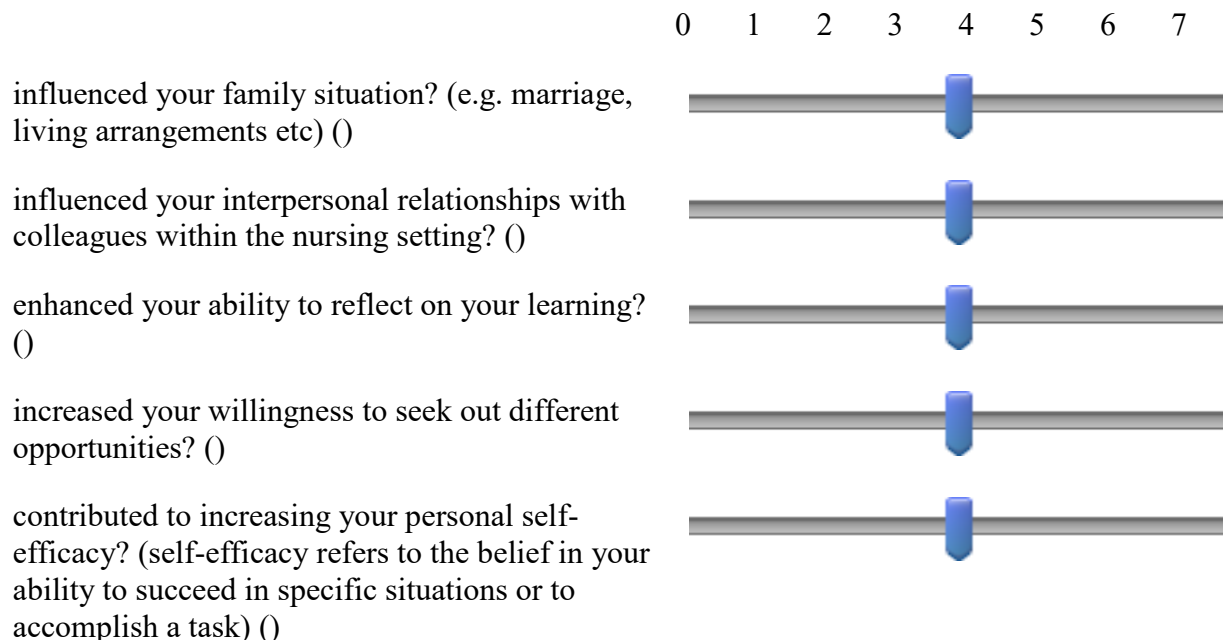 0 1 2 3 4 5 6 7
influenced your family situation? (e.g. marriage,
living arrangements etc) ()
influenced your interpersonal relationships with
colleagues within the nursing setting? ()
enhanced your ability to reflect on your learning?
()
increased your willingness to seek out different
opportunities? ()
contributed to increasing your personal self-
efficacy? (self-efficacy refers to the belief in your
ability to succeed in specific situations or to
accomplish a task) ()